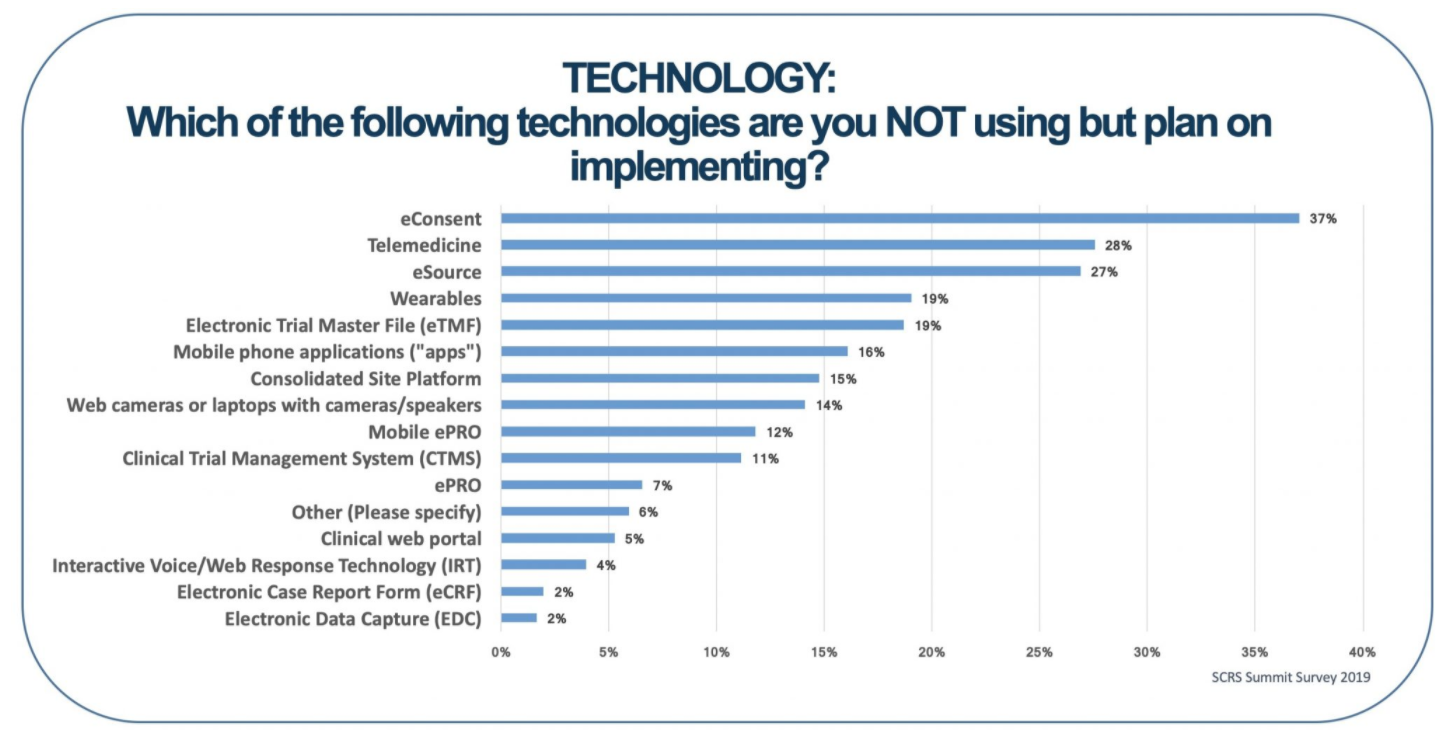 TECHNOLOGY:
Which of the following technologies are you NOT using but plan on
implementing?
eConsent 37%
Telemedicine 28%
eSource 27%
Wearables 19%
Electronic Trial Master File (eTMF) 19%
Mobile phone applications ("apps") 16%
Consolidated Site Platform 15%
Web cameras or laptops with cameras/speakers 14%
Mobile ePRO 12%
Clinical Trial Management System (CTMS) 11%
ePRO 7%
Other (Please specify) 6%
Clinical web portal 5%
Interactive Voice/Web Response Technology (IRT) 4%
Electronic Case Report Form (eCRF) 2%
Electronic Data Capture (EDC) 2%
0% 5% 10% 15% 20% 25% 30% 35% 40%
SCRS Summit Survey 2019